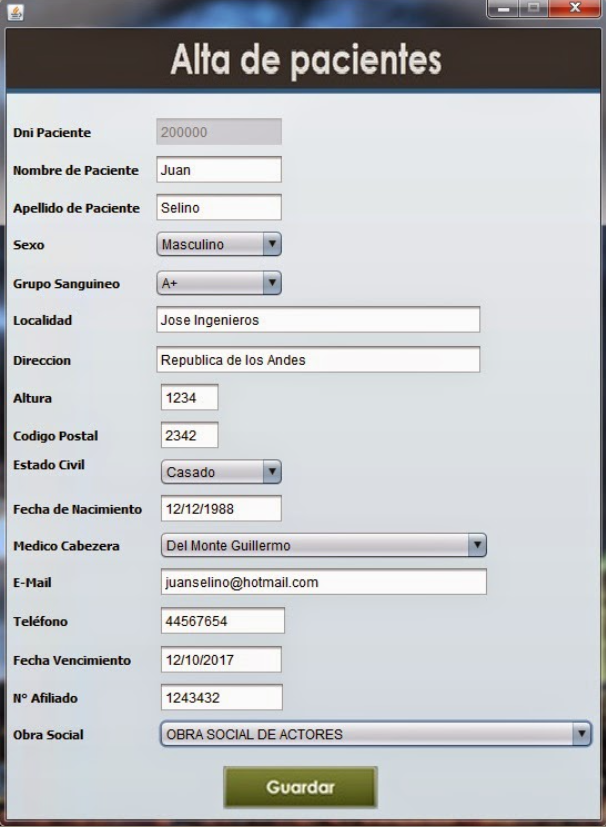 Alta de pacientes
Dni Paciente 200000
Nombre de Paciente Juan
Apellido de Paciente Selino
Sexo Masculino
Grupo Sanguineo A+
Localidad Jose Ingenieros
Direccion Republica de los Andes
Altura 1234
Codigo Postal 2342
Estado Civil Casado
Fecha de Nacimiento 12/12/1988
Medico Cabezera Del Monte Guillermo
E-Mail juanselino@hotmail.com
Teléfono 44567654
Fecha Vencimiento 12/10/2017
Nº Afiliado 1243432
Obra Social OBRA SOCIAL DE ACTORES
Guardar